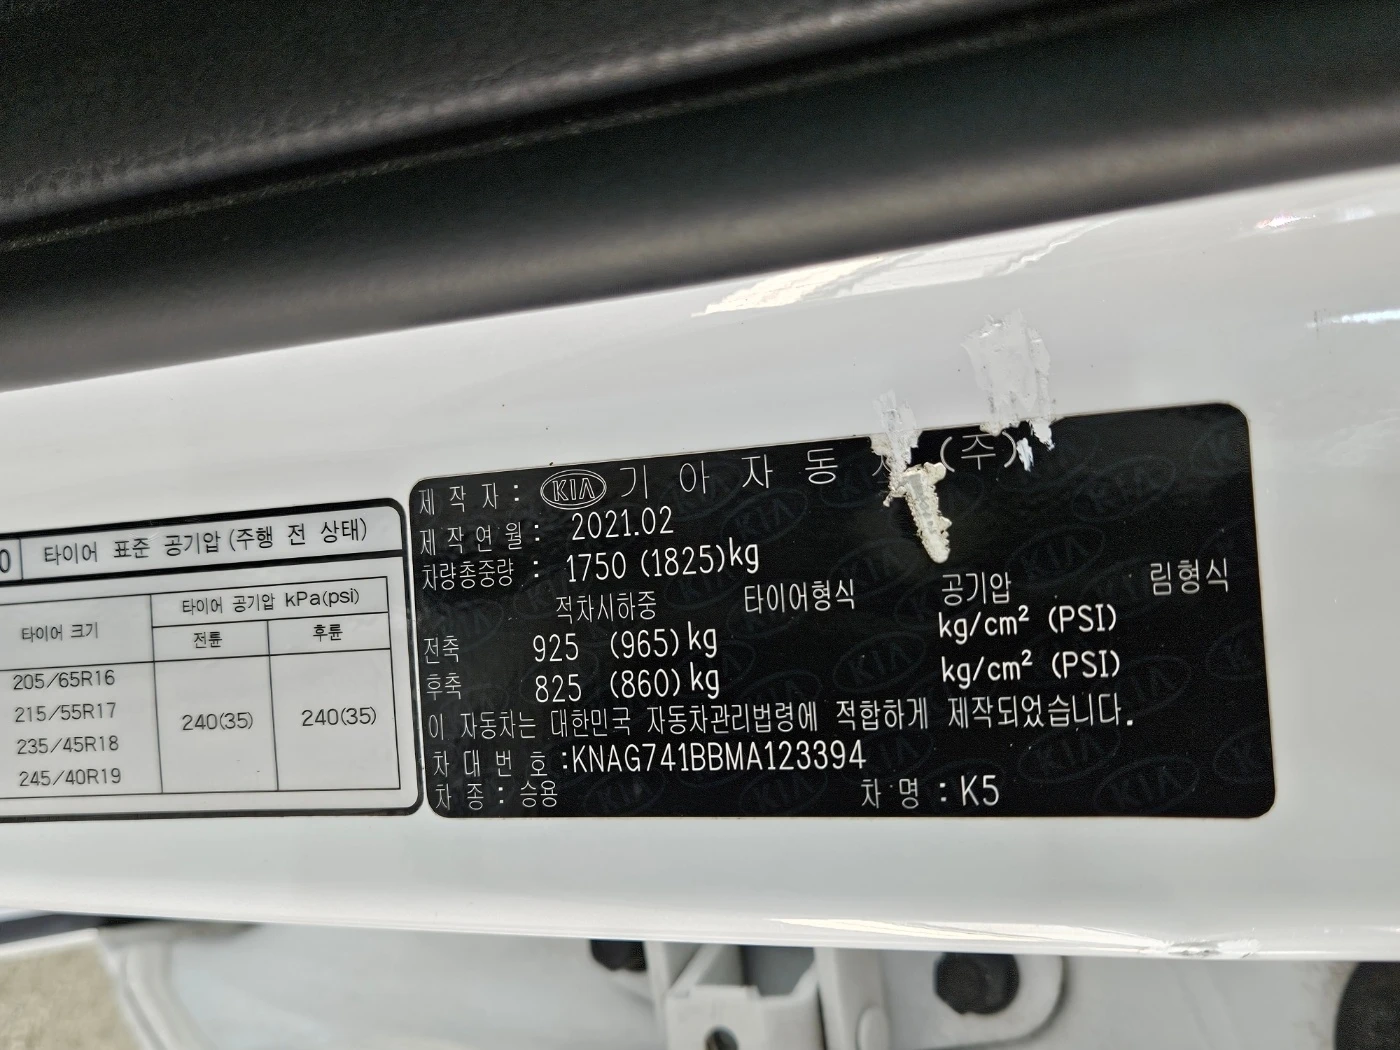 0 타이어 표준 공기압 (주행 전 상태)
타이어 크기 타이어 공기압 kPa(psi)
전륜 후륜
205/65R16
215/55R17
235/45R18
245/40R19
240(35) 240(35)
제작자 : KIA 기아자동차(주)
제작연월 : 2021.02
차량총중량 : 1750 (1825)kg
적차시하중 타이어형식 공기압 림형식
전축 925 (965)kg kg/cm² (PSI)
후축 825 (860)kg kg/cm² (PSI)
이 자동차는 대한민국 자동차관리법령에 적합하게 제작되었습니다.
차대번호 :KNAG741BBMA123394
차종 : 승용 차명 : K5